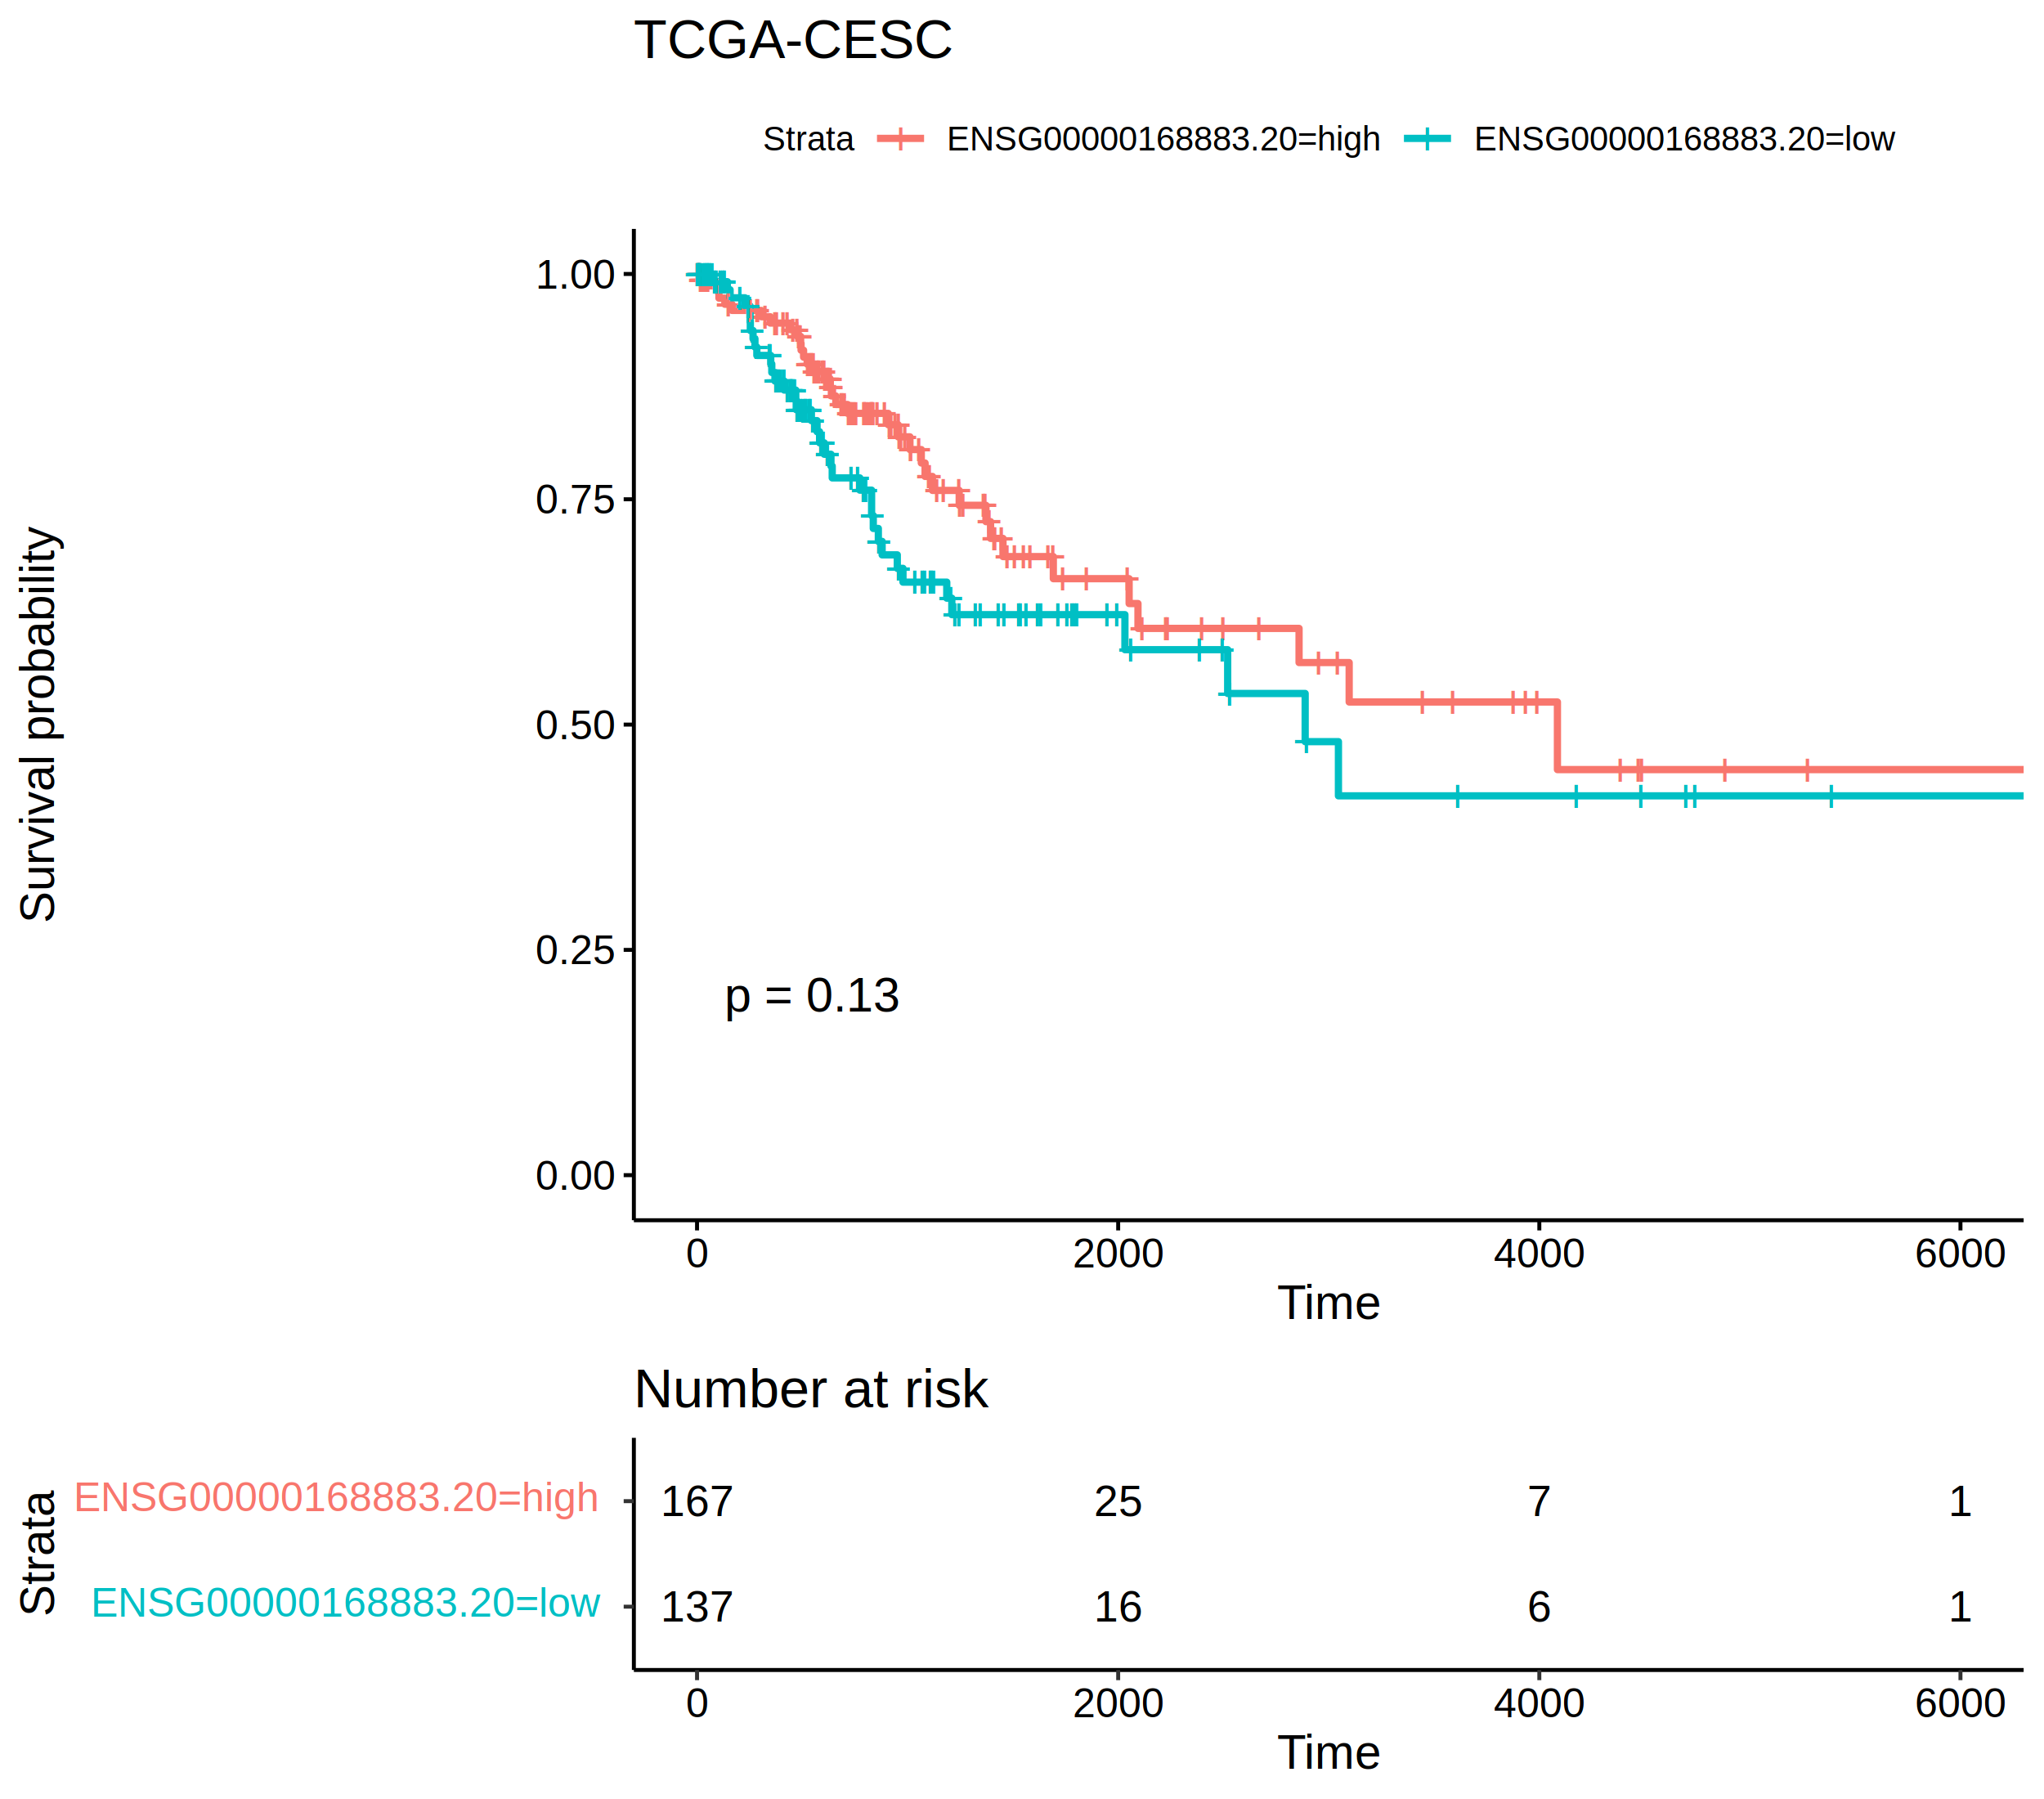 TCGA-CESC
Strata ENSG00000168883.20=high ENSG00000168883.20=low
Survival probability
1.00
0.75
0.50
0.25
0.00
p = 0.13
0 2000 4000 6000
Time
Number at risk
Strata
ENSG00000168883.20=high 167 25 7 1
ENSG00000168883.20=low 137 16 6 1
0 2000 4000 6000
Time